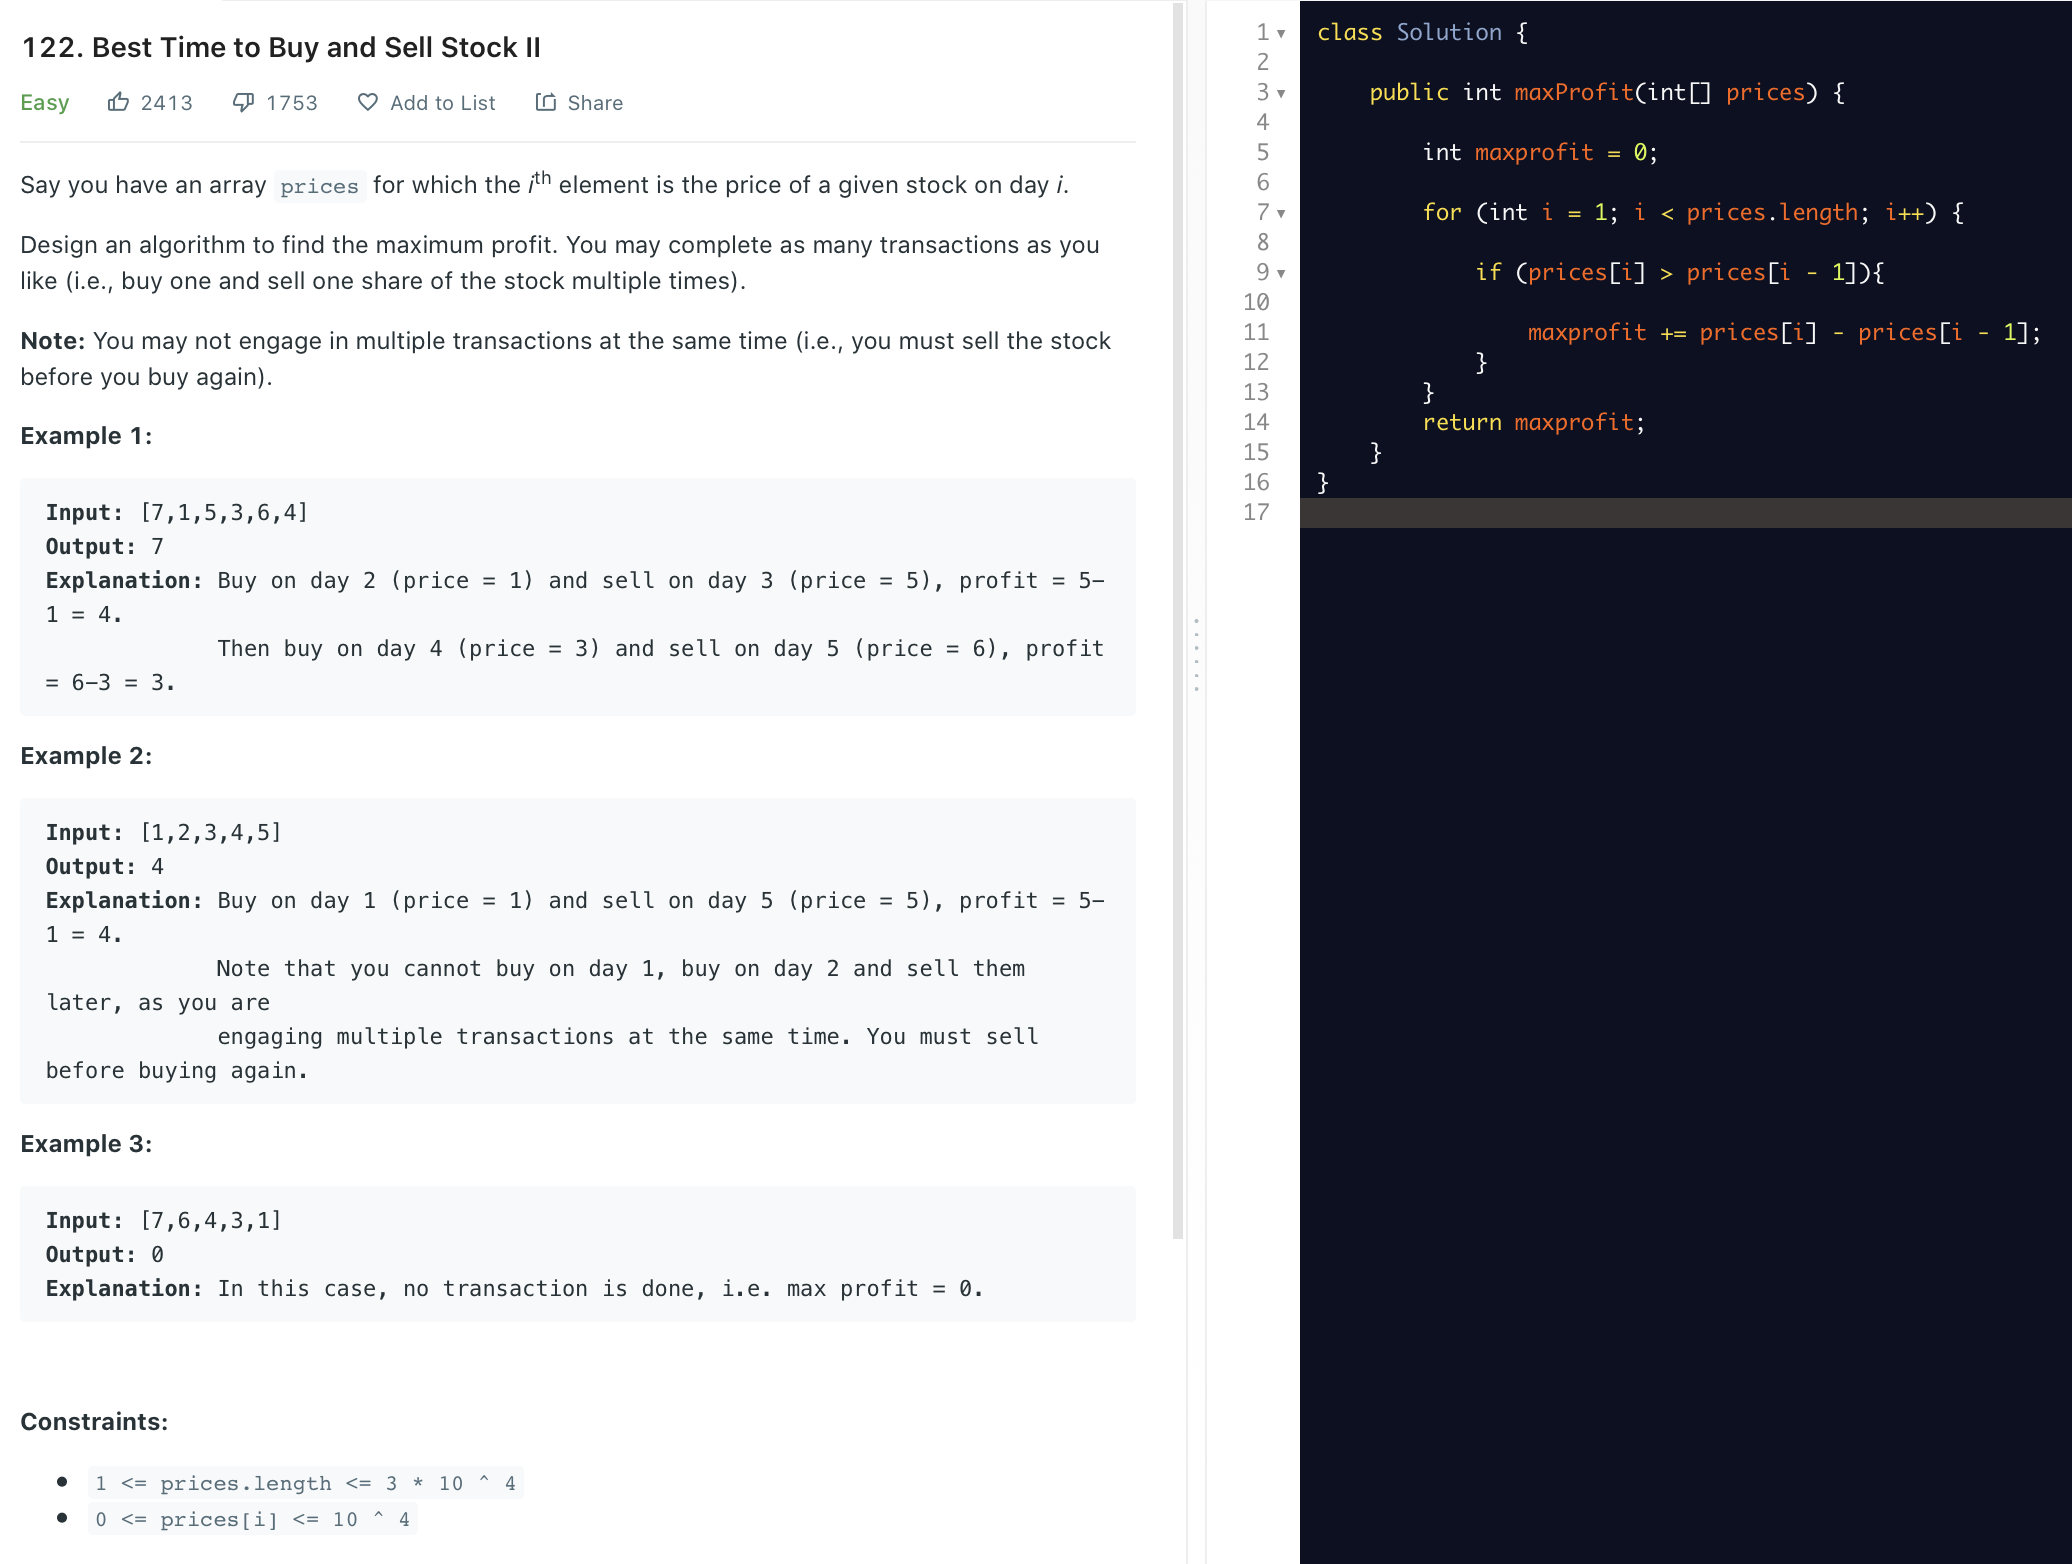 122. Best Time to Buy and Sell Stock II
Easy 2413 1753 Add to List Share
Say you have an array prices for which the ith element is the price of a given stock on day i.
Design an algorithm to find the maximum profit. You may complete as many transactions as you
like (i.e., buy one and sell one share of the stock multiple times).
Note: You may not engage in multiple transactions at the same time (i.e., you must sell the stock
before you buy again).
Example 1:
Input: [7,1,5,3,6,4]
Output: 7
Explanation: Buy on day 2 (price = 1) and sell on day 3 (price = 5), profit = 5-
1 = 4.
Then buy on day 4 (price = 3) and sell on day 5 (price = 6), profit
= 6-3 = 3.
Example 2:
Input: [1,2,3,4,5]
Output: 4
Explanation: Buy on day 1 (price = 1) and sell on day 5 (price = 5), profit = 5-
1 = 4.
Note that you cannot buy on day 1, buy on day 2 and sell them
later, as you are
engaging multiple transactions at the same time. You must sell
before buying again.
Example 3:
Input: [7,6,4,3,1]
Output: 0
Explanation: In this case, no transaction is done, i.e. max profit = 0.
Constraints:
1 <= prices.length <= 3 * 10 ^ 4
0 <= prices[i] <= 10 ^ 4
1 class Solution {
2
3 public int maxProfit(int[] prices) {
4
5 int maxprofit = 0;
6
7 for (int i = 1; i < prices.length; i++) {
8
9 if (prices[i] > prices[i - 1]){
10
11 maxprofit += prices[i] - prices[i - 1];
12 }
13 }
14 return maxprofit;
15 }
16 }
17